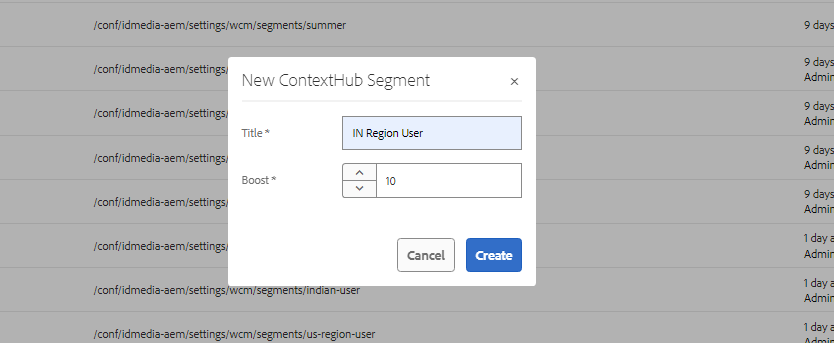 /conf/idmedia-aem/settings/wcm/segments/summer
9 days
New ContextHub Segment
×
/conf/idmedia-aem/settings/w
9 days
Admin
Title *
IN Region User
/conf/idmedia-aem/settings/w
9 days
Admin
/conf/idmedia-aem/settings/w
9 days
Admin
Boost *
10
/conf/idmedia-aem/settings/w
9 days
Admin
/conf/idmedia-aem/settings/w
1 day a
Admin
Cancel
Create
/conf/idmedia-aem/settings/wcm/segments/indian-user
1 day a
Admin
/conf/idmedia-aem/settings/wcm/segments/us-region-user
1 day a
Admin